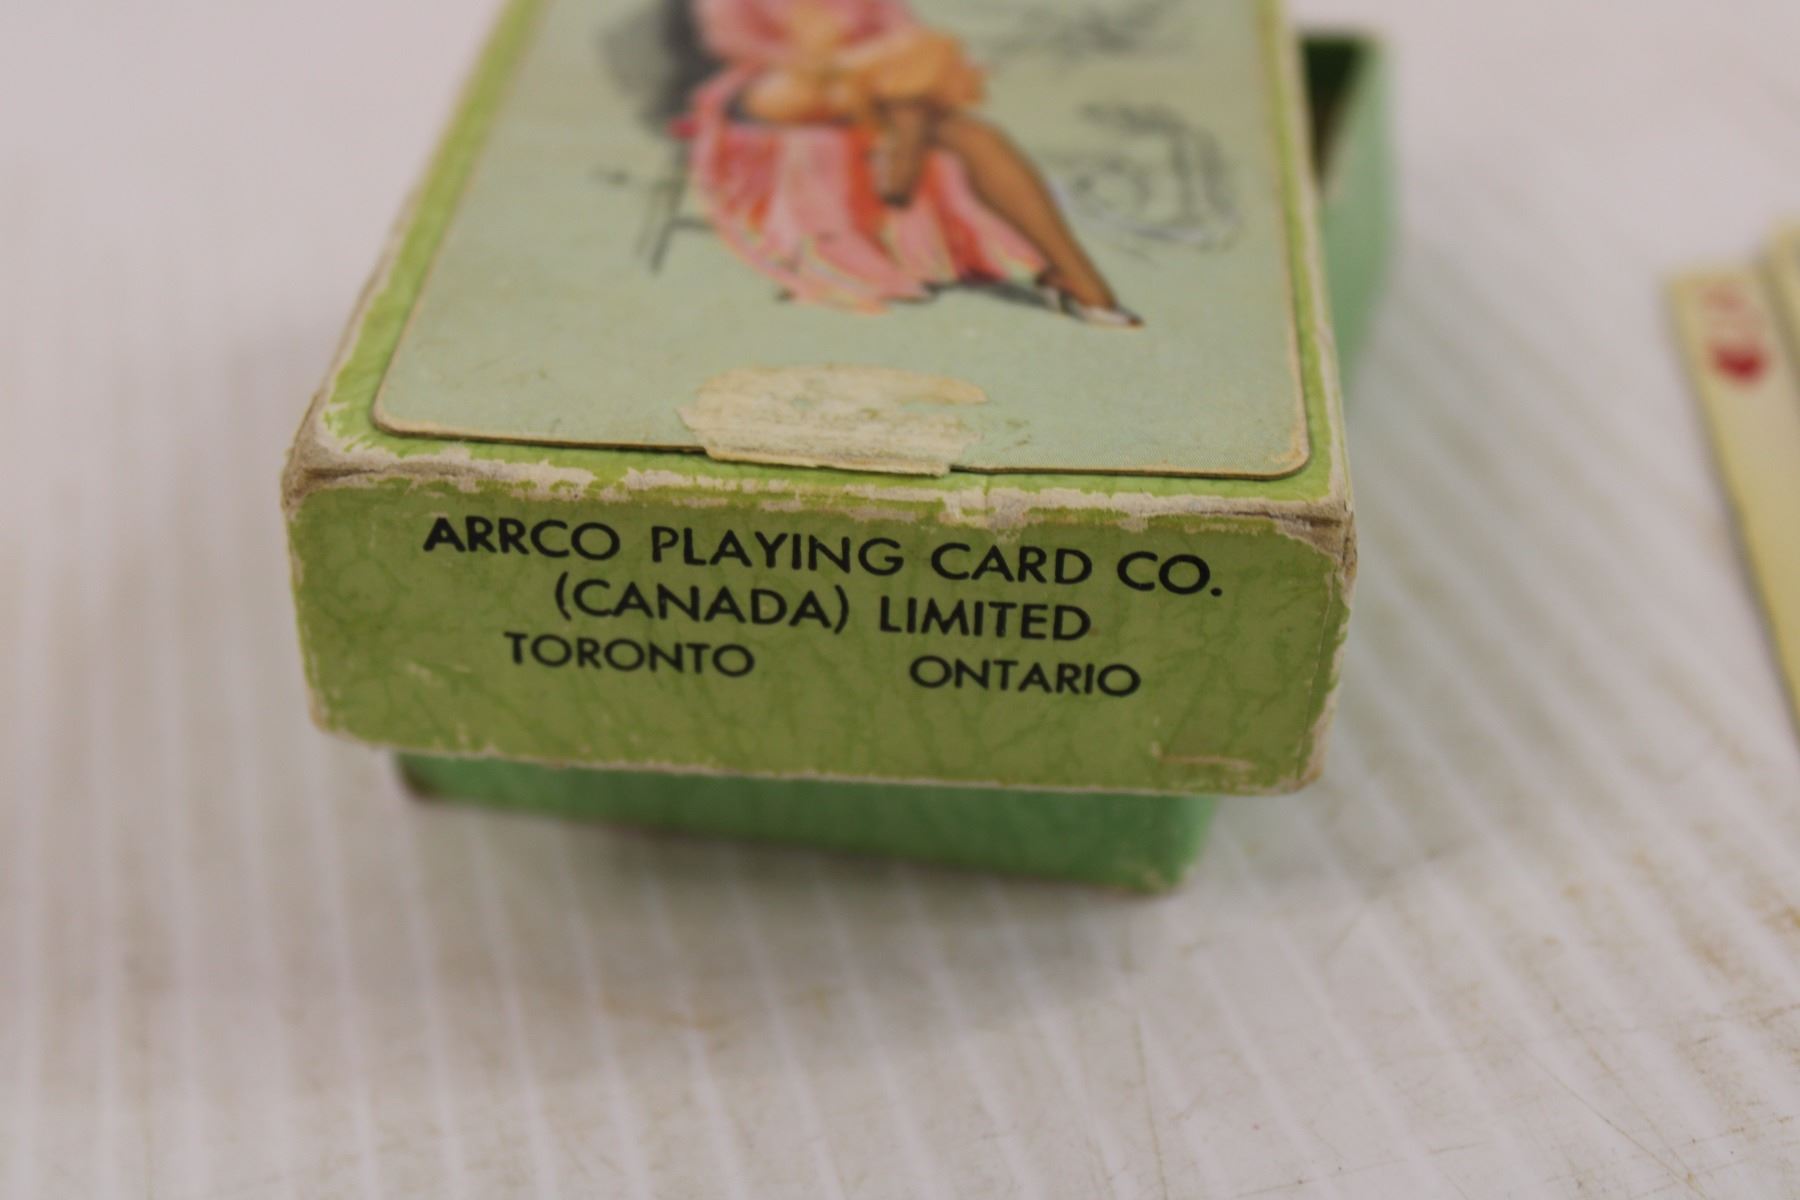 ARRCO PLAYING CARD CO.
(CANADA) LIMITED
TORONTO ONTARIO